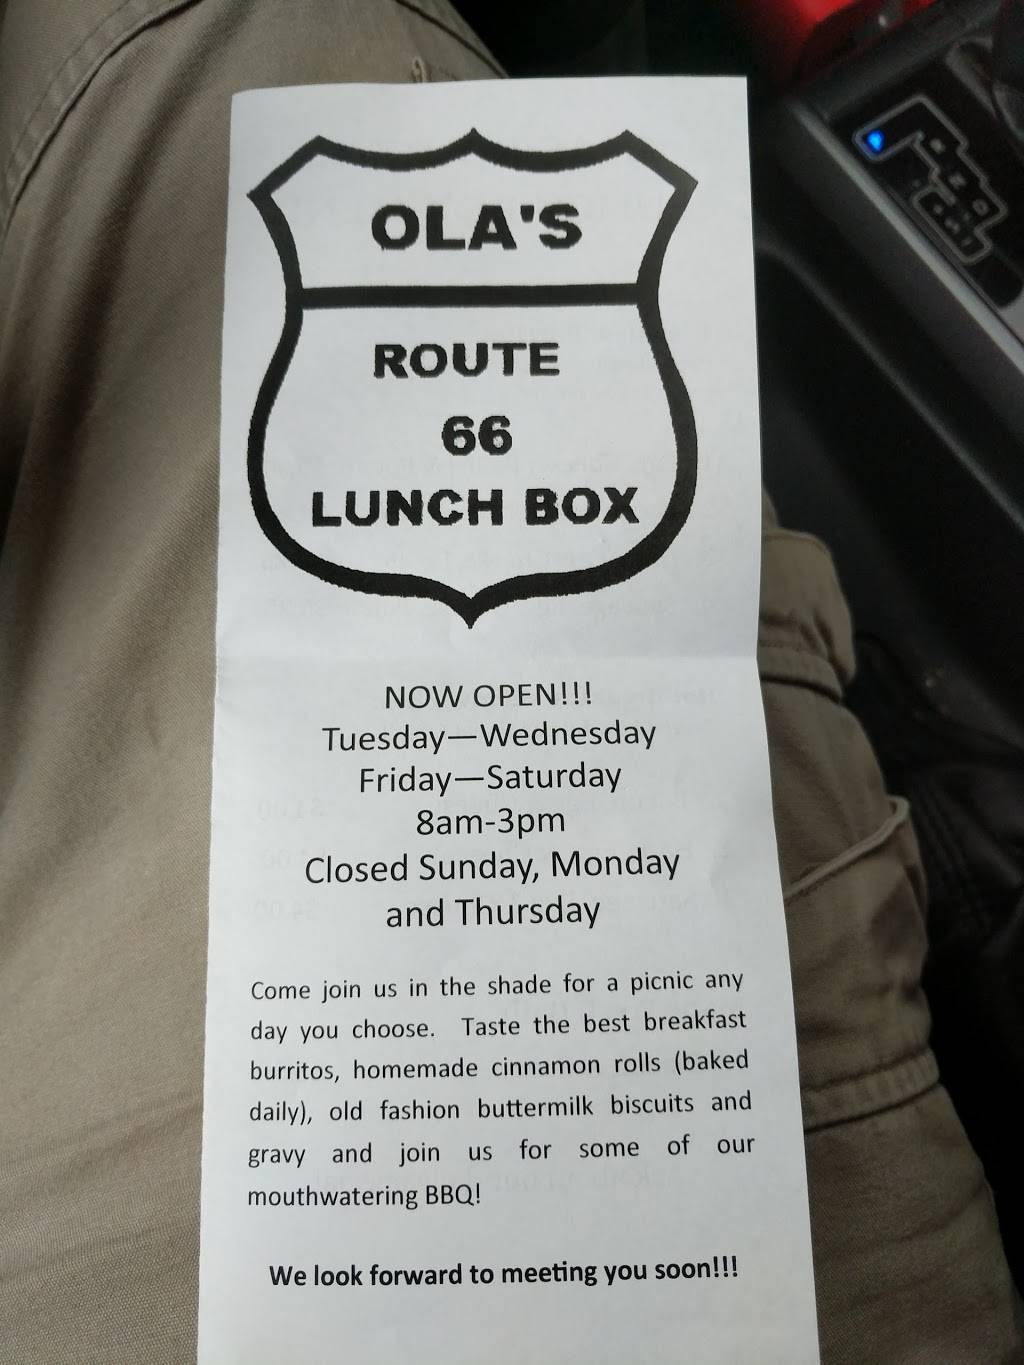 OLA'S
ROUTE
66
LUNCH BOX
NOW OPEN!!!
Tuesday—Wednesday
Friday—Saturday
8am-3pm
Closed Sunday, Monday
and Thursday
Come join us in the shade for a picnic any
day you choose. Taste the best breakfast
burritos, homemade cinnamon rolls (baked
daily), old fashion buttermilk biscuits and
gravy and join us for some of our
mouthwatering BBQ!
We look forward to meeting you soon!!!